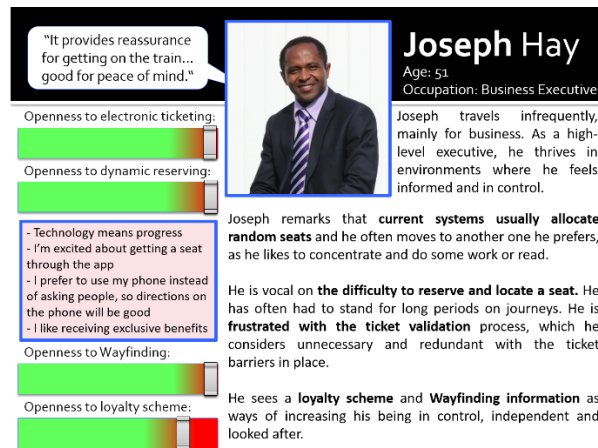 "It provides reassurance
for getting on the train...
good for peace of mind."
Joseph Hay
Age: 51
Occupation: Business Executive
Openness to electronic ticketing:
Openness to dynamic reserving:
- Technology means progress
- I'm excited about getting a seat
through the app
- I prefer to use my phone instead
of asking people, so directions on
the phone will be good
- I like receiving exclusive benefits
Openness to Wayfinding:
Openness to loyalty scheme:
Joseph travels infrequently,
mainly for business. As a high-
level executive, he thrives in
environments where he feels
informed and in control.
Joseph remarks that current systems usually allocate
random seats and he often moves to another one he prefers,
as he likes to concentrate and do some work or read.
He is vocal on the difficulty to reserve and locate a seat. He
has often had to stand for long periods on journeys. He is
frustrated with the ticket validation process, which he
considers unnecessary and redundant with the ticket
barriers in place.
He sees a loyalty scheme and Wayfinding information as
ways of increasing his being in control, independent and
looked after.